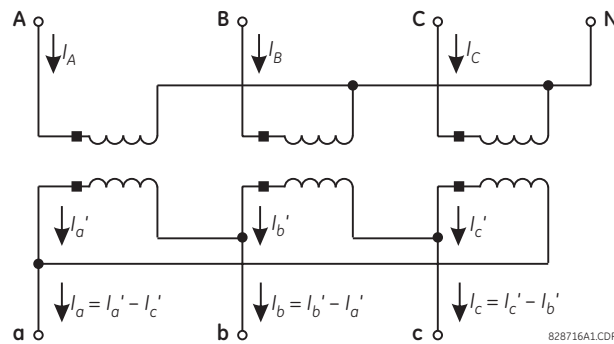 A B C N
I_A I_B I_C
I_a' I_b' I_c'
I_a = I_a' – I_c' I_b = I_b' – I_a' I_c = I_c' – I_b'
a b c
828716A1.CDR